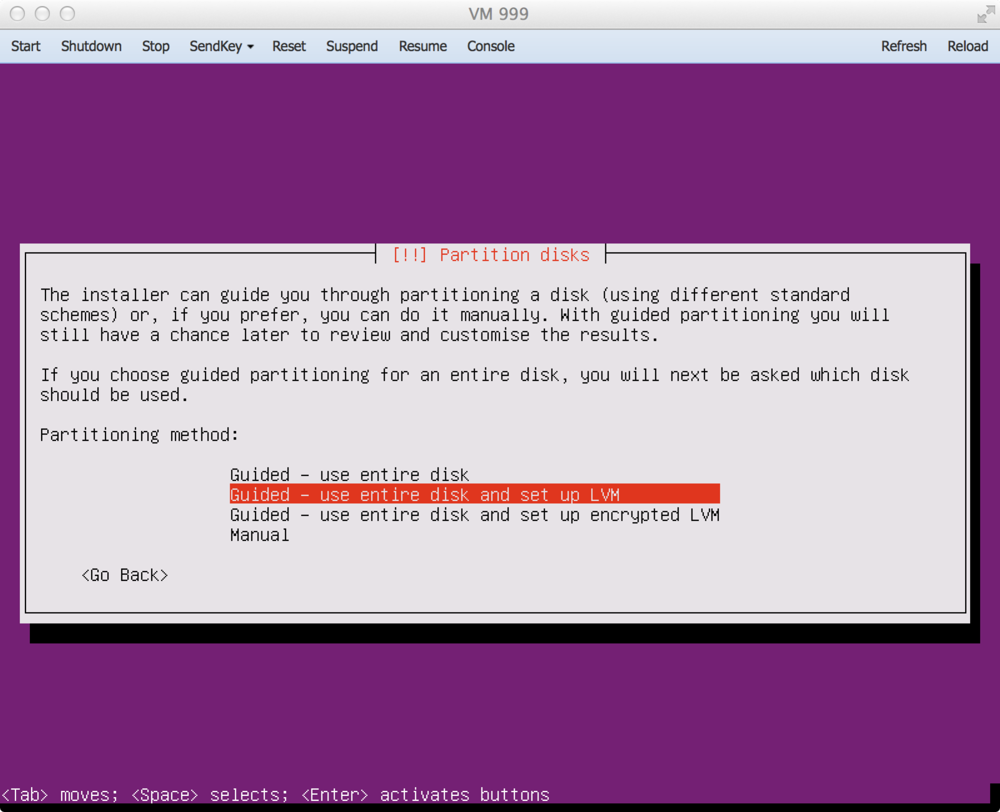 VM 999
Start Shutdown Stop SendKey Reset Suspend Resume Console Refresh Reload
[!!] Partition disks
The installer can guide you through partitioning a disk (using different standard
schemes) or, if you prefer, you can do it manually. With guided partitioning you will
still have a chance later to review and customise the results.
If you choose guided partitioning for an entire disk, you will next be asked which disk
should be used.
Partitioning method:
Guided - use entire disk
Guided - use entire disk and set up LVM
Guided - use entire disk and set up encrypted LVM
Manual
<Go Back>
<Tab> moves; <Space> selects; <Enter> activates buttons